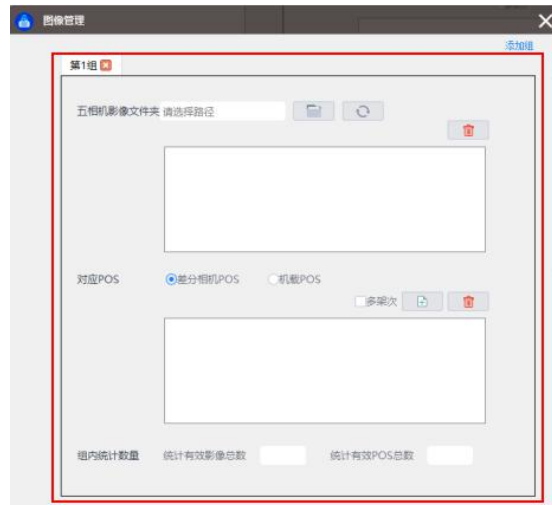 图像管理
添加组
第1组
五相机影像文件夹 请选择路径
对应POS 差分相机POS 机载POS
多架次
组内统计数量 统计有效影像总数 统计有效POS总数